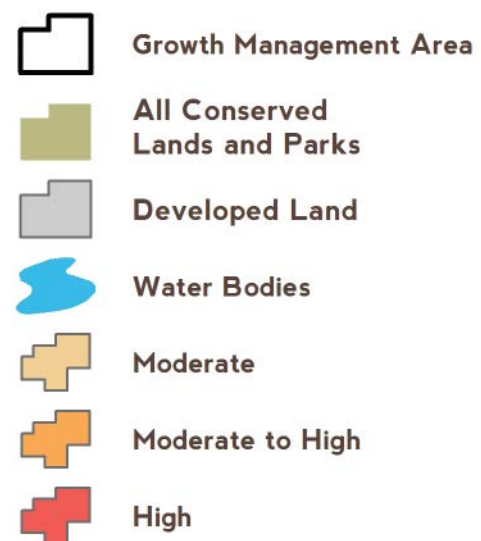 Growth Management Area
All Conserved
Lands and Parks
Developed Land
Water Bodies
Moderate
Moderate to High
High